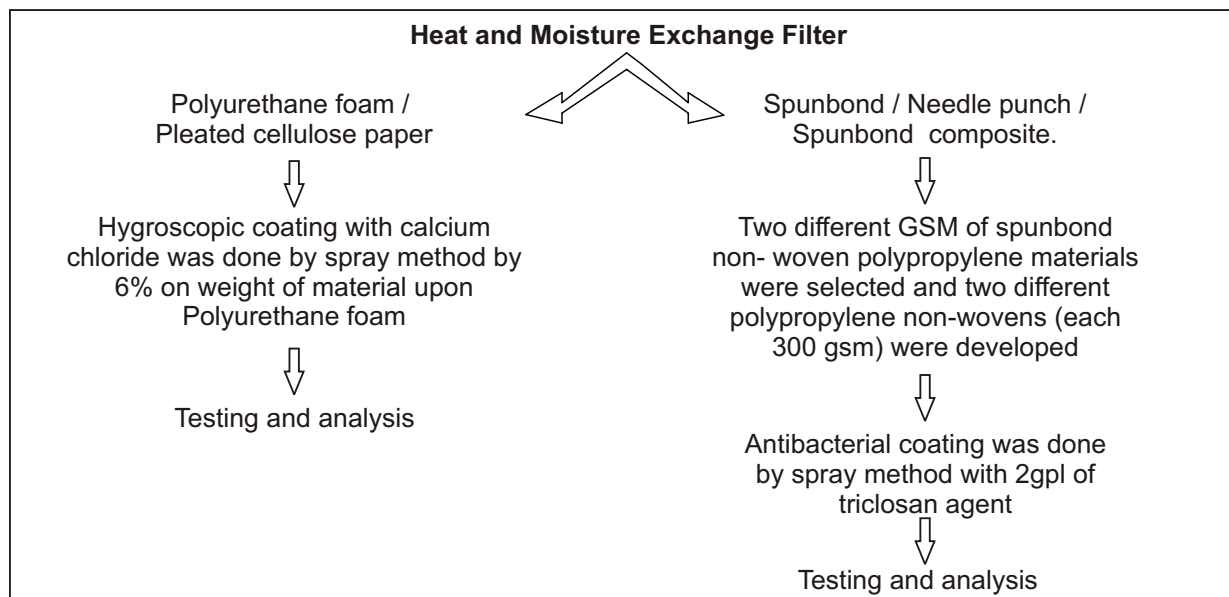 Heat and Moisture Exchange Filter
Polyurethane foam /
Pleated cellulose paper
Hygroscopic coating with calcium
chloride was done by spray method by
6% on weight of material upon
Polyurethane foam
Testing and analysis
Spunbond / Needle punch /
Spunbond composite.
Two different GSM of spunbond
non- woven polypropylene materials
were selected and two different
polypropylene non-wovens (each
300 gsm) were developed
Antibacterial coating was done
by spray method with 2gpl of
triclosan agent
Testing and analysis